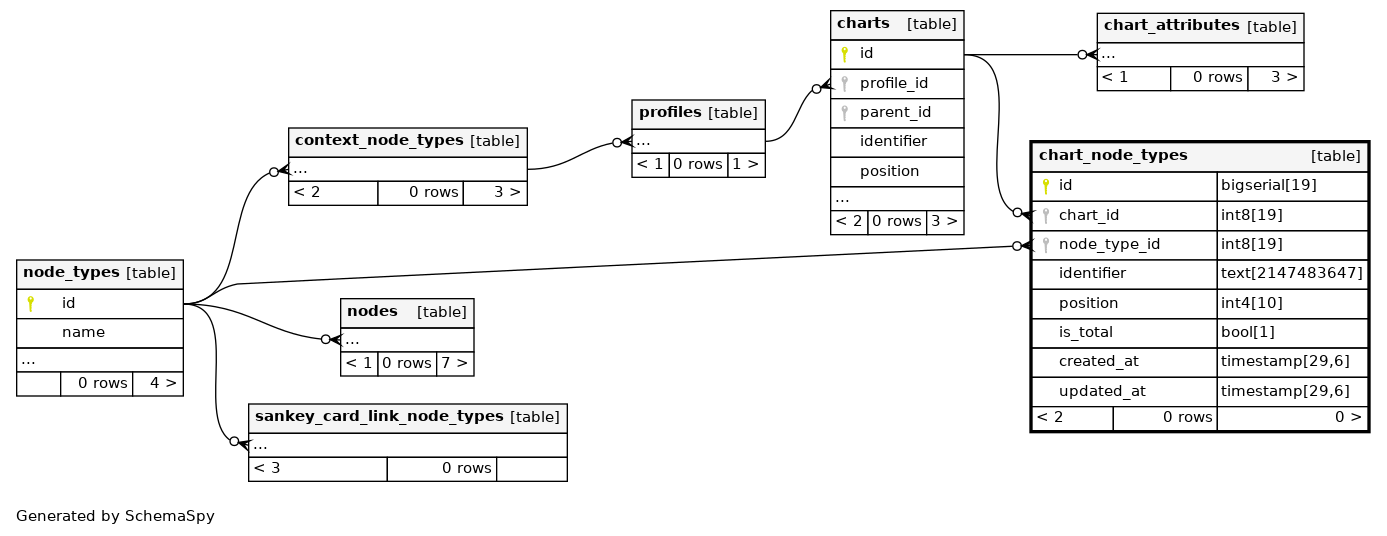 charts [table]
id
profile_id
parent_id
identifier
position
...
< 2 0 rows 3 >
chart_attributes [table]
...
< 1 0 rows 3 >
profiles [table]
...
< 1 0 rows 1 >
context_node_types [table]
...
< 2 0 rows 3 >
chart_node_types [table]
id bigserial[19]
chart_id int8[19]
node_type_id int8[19]
identifier text[2147483647]
position int4[10]
is_total bool[1]
created_at timestamp[29,6]
updated_at timestamp[29,6]
< 2 0 rows 0 >
node_types [table]
id
name
...
0 rows 4 >
nodes [table]
...
< 1 0 rows 7 >
sankey_card_link_node_types [table]
...
< 3 0 rows
Generated by SchemaSpy